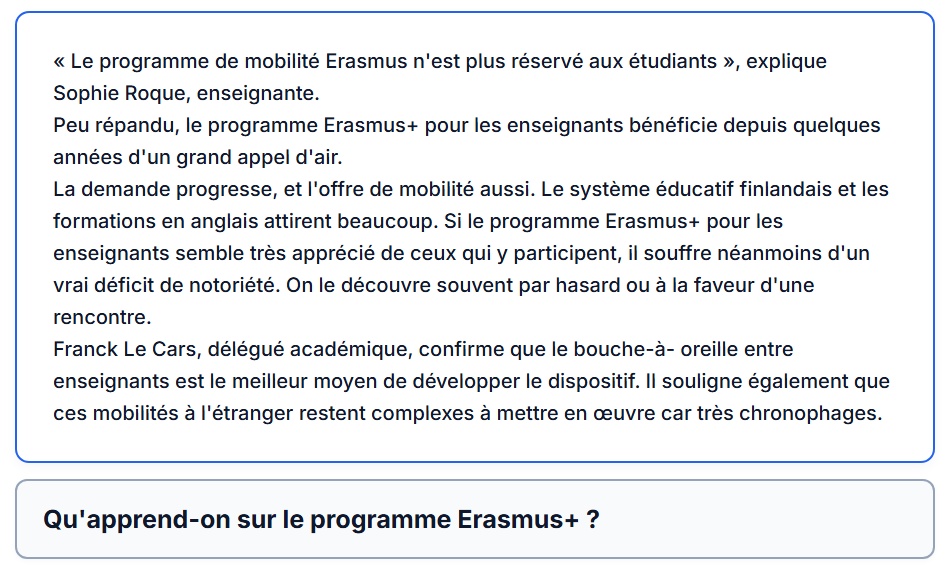 « Le programme de mobilité Erasmus n'est plus réservé aux étudiants », explique
Sophie Roque, enseignante.
Peu répandu, le programme Erasmus+ pour les enseignants bénéficie depuis quelques
années d'un grand appel d'air.
La demande progresse, et l'offre de mobilité aussi. Le système éducatif finlandais et les
formations en anglais attirent beaucoup. Si le programme Erasmus+ pour les
enseignants semble très apprécié de ceux qui y participent, il souffre néanmoins d'un
vrai déficit de notoriété. On le découvre souvent par hasard ou à la faveur d'une
rencontre.
Franck Le Cars, délégué académique, confirme que le bouche-à- oreille entre
enseignants est le meilleur moyen de développer le dispositif. Il souligne également que
ces mobilités à l'étranger restent complexes à mettre en œuvre car très chronophages.
Qu'apprend-on sur le programme Erasmus+ ?